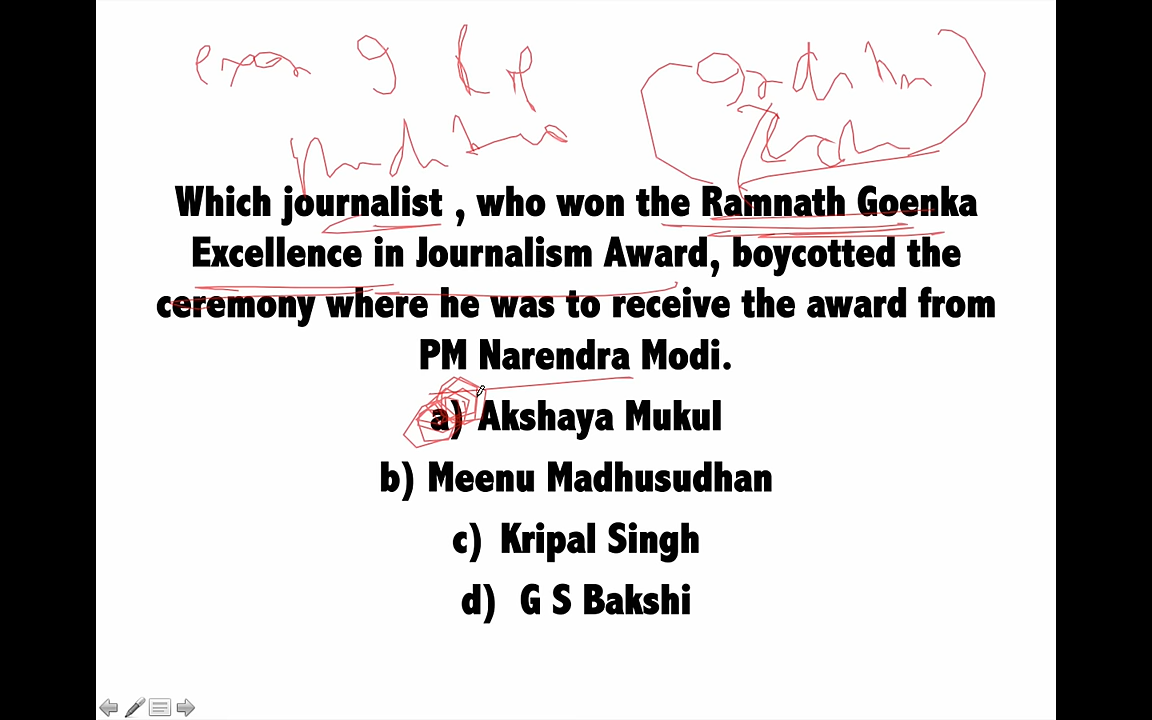 Which journalist , who won the Ramnath Goenka
Excellence in Journalism Award, boycotted the
ceremony where he was to receive the award from
PM Narendra Modi.
a) Akshaya Mukul
b) Meenu Madhusudhan
c) Kripal Singh
d) G S Bakshi